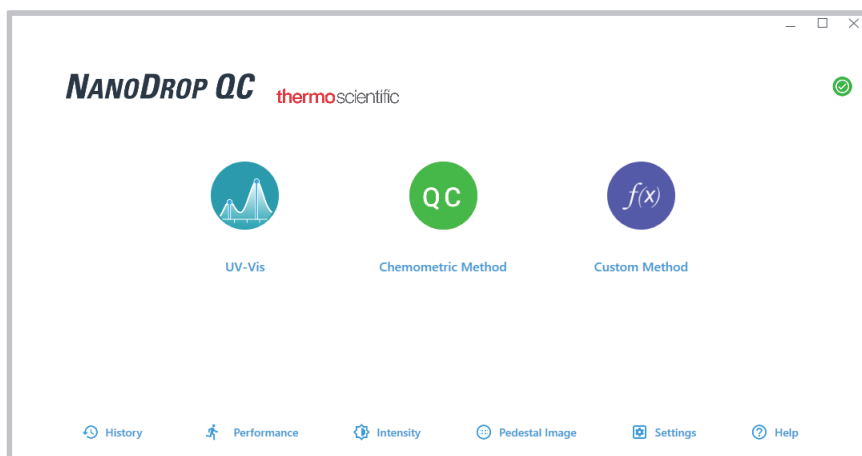 NANODROP QC thermoscientific
QC f(x)
UV-Vis Chemometric Method Custom Method
History Performance Intensity Pedestal Image Settings Help